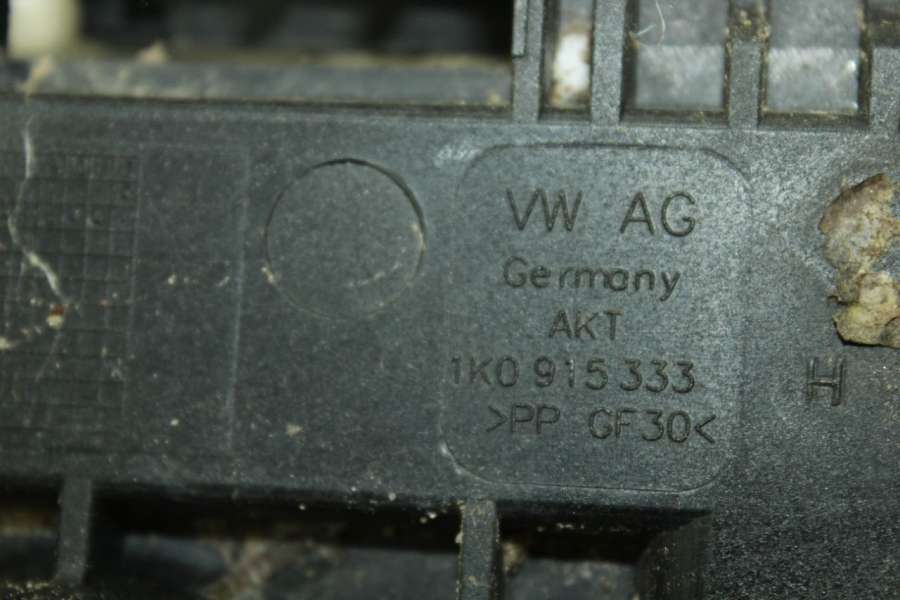 VW AG
Germany
AKT
1K0 915 333
>PP GF30<
H